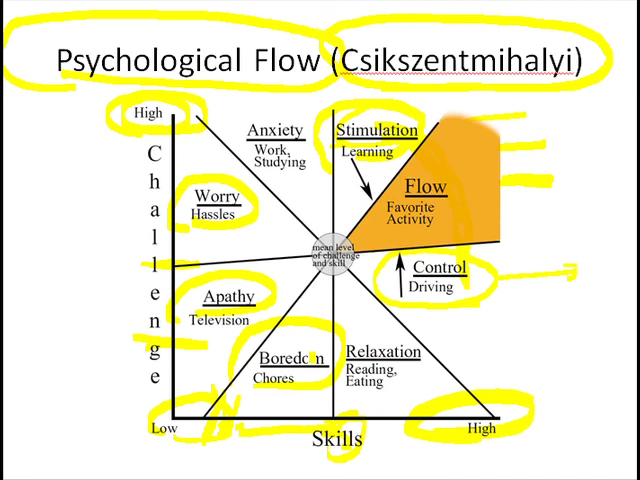 Psychological Flow (Csikszentmihalyi)
High
Challenge
Anxiety
Work,
Studying
Stimulation
Learning
Flow
Favorite
Activity
Worry
Hassles
mean level
of challenge
and skill
Control
Driving
Apathy
Television
Boredom
Chores
Relaxation
Reading,
Eating
Low
Skills
High